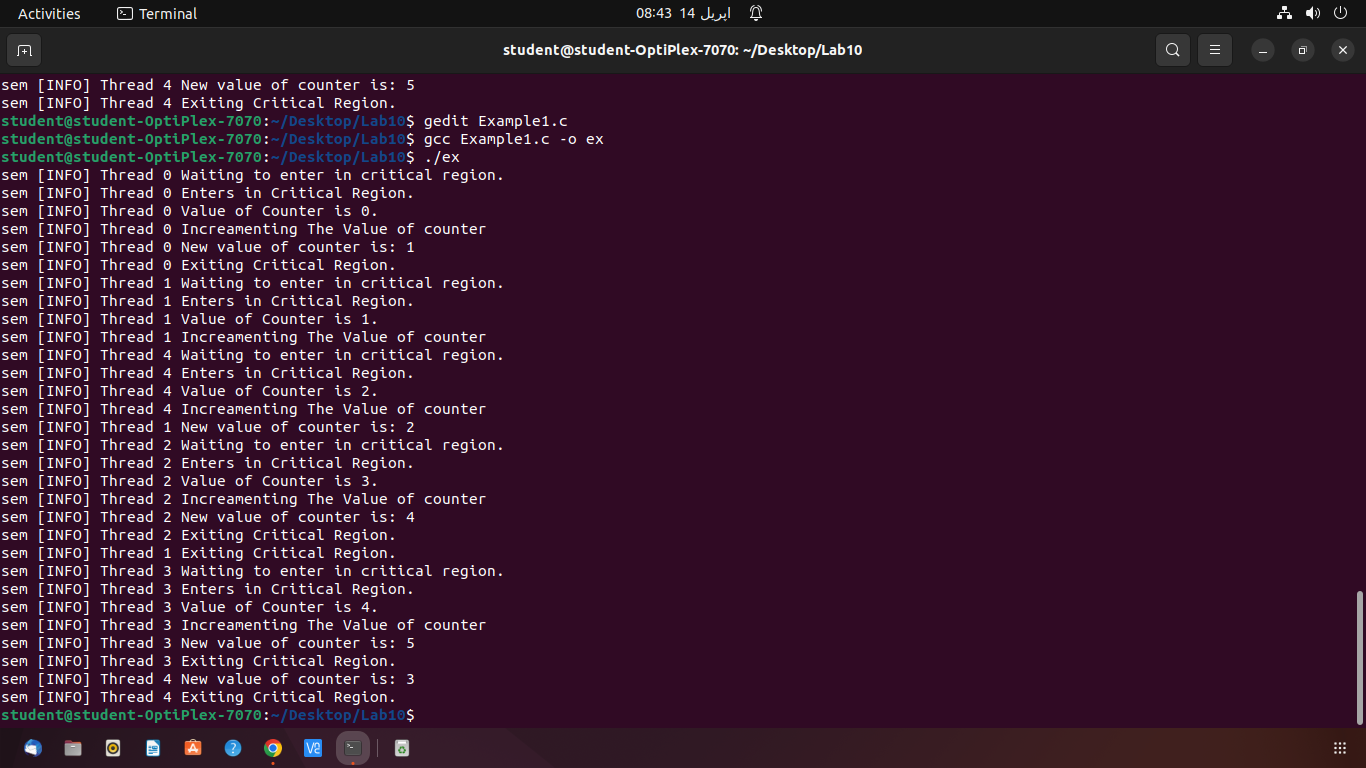 Activities
Terminal
08:43 14 اپریل
student@student-OptiPlex-7070: ~/Desktop/Lab10
sem [INFO] Thread 4 New value of counter is: 5
sem [INFO] Thread 4 Exiting Critical Region.
student@student-OptiPlex-7070:~/Desktop/Lab10$ gedit Example1.c
student@student-OptiPlex-7070:~/Desktop/Lab10$ gcc Example1.c -o ex
student@student-OptiPlex-7070:~/Desktop/Lab10$ ./ex
sem [INFO] Thread 0 Waiting to enter in critical region.
sem [INFO] Thread 0 Enters in Critical Region.
sem [INFO] Thread 0 Value of Counter is 0.
sem [INFO] Thread 0 Increamenting The Value of counter
sem [INFO] Thread 0 New value of counter is: 1
sem [INFO] Thread 0 Exiting Critical Region.
sem [INFO] Thread 1 Waiting to enter in critical region.
sem [INFO] Thread 1 Enters in Critical Region.
sem [INFO] Thread 1 Value of Counter is 1.
sem [INFO] Thread 1 Increamenting The Value of counter
sem [INFO] Thread 4 Waiting to enter in critical region.
sem [INFO] Thread 4 Enters in Critical Region.
sem [INFO] Thread 4 Value of Counter is 2.
sem [INFO] Thread 4 Increamenting The Value of counter
sem [INFO] Thread 1 New value of counter is: 2
sem [INFO] Thread 2 Waiting to enter in critical region.
sem [INFO] Thread 2 Enters in Critical Region.
sem [INFO] Thread 2 Value of Counter is 3.
sem [INFO] Thread 2 Increamenting The Value of counter
sem [INFO] Thread 2 New value of counter is: 4
sem [INFO] Thread 2 Exiting Critical Region.
sem [INFO] Thread 1 Exiting Critical Region.
sem [INFO] Thread 3 Waiting to enter in critical region.
sem [INFO] Thread 3 Enters in Critical Region.
sem [INFO] Thread 3 Value of Counter is 4.
sem [INFO] Thread 3 Increamenting The Value of counter
sem [INFO] Thread 3 New value of counter is: 5
sem [INFO] Thread 3 Exiting Critical Region.
sem [INFO] Thread 4 New value of counter is: 3
sem [INFO] Thread 4 Exiting Critical Region.
student@student-OptiPlex-7070:~/Desktop/Lab10$